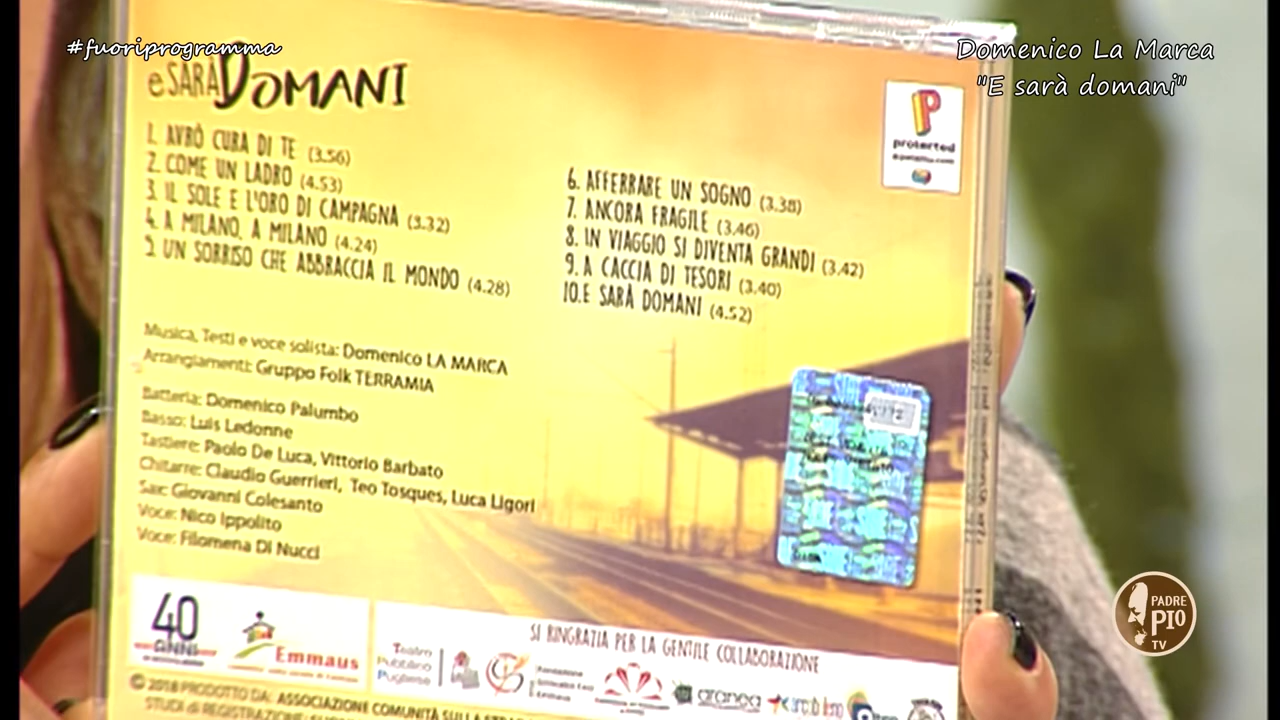 #fuoriprogramma
Domenico La Marca
"E sarà domani"
e SARÀ DOMANI
1. AVRÒ CURA DI TE (3.56)
2. COME UN LADRO (4.53)
3. IL SOLE E L'ORO DI CAMPAGNA (3.32)
4. A MILANO, A MILANO (4.24)
5. UN SORRISO CHE ABBRACCIA IL MONDO (4.28)
6. AFFERRARE UN SOGNO (3.38)
7. ANCORA FRAGILE (3.46)
8. IN VIAGGIO SI DIVENTA GRANDI (3.42)
9. A CACCIA DI TESORI (3.40)
10.E SARÀ DOMANI (4.52)
protected
Musica, Testi e voce solista: Domenico LA MARCA
Arrangiamenti: Gruppo Folk TERRAMIA
Batteria: Domenico Palumbo
Basso: Luis Ledonne
Tastiere: Paolo De Luca, Vittorio Barbato
Chitarre: Claudio Guerrieri, Teo Tosques, Luca Ligori
Sax: Giovanni Colesanto
Voce: Nico Ippolito
Voce: Filomena Di Nucci
SI RINGRAZIA PER LA GENTILE COLLABORAZIONE
40
Emmaus
Teatro
Pubblico
Pugliese
aranea
© 2018 PRODOTTO DA: ASSOCIAZIONE COMUNITÀ SULLA STRADA
STUDI di REGISTRAZIONE:
PADRE
PIO
TV